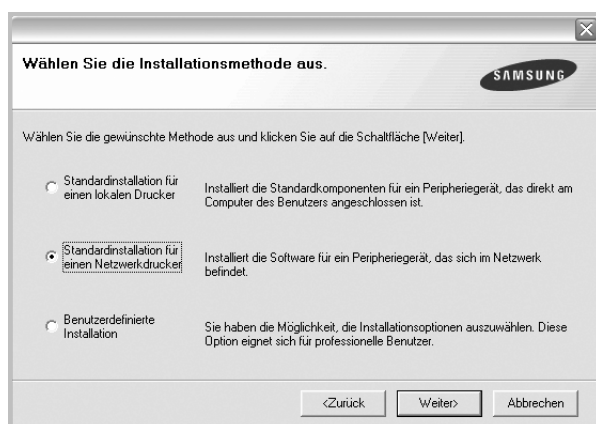 Wählen Sie die Installationsmethode aus.
SAMSUNG
Wählen Sie die gewünschte Methode aus und klicken Sie auf die Schaltfläche [Weiter].
Standardinstallation für
einen lokalen Drucker
Installiert die Standardkomponenten für ein Peripheriegerät, das direkt am
Computer des Benutzers angeschlossen ist.
Standardinstallation für
einen Netzwerkdrucker
Installiert die Software für ein Peripheriegerät, das sich im Netzwerk
befindet.
Benutzerdefinierte
Installation
Sie haben die Möglichkeit, die Installationsoptionen auszuwählen. Diese
Option eignet sich für professionelle Benutzer.
<Zurück
Weiter>
Abbrechen